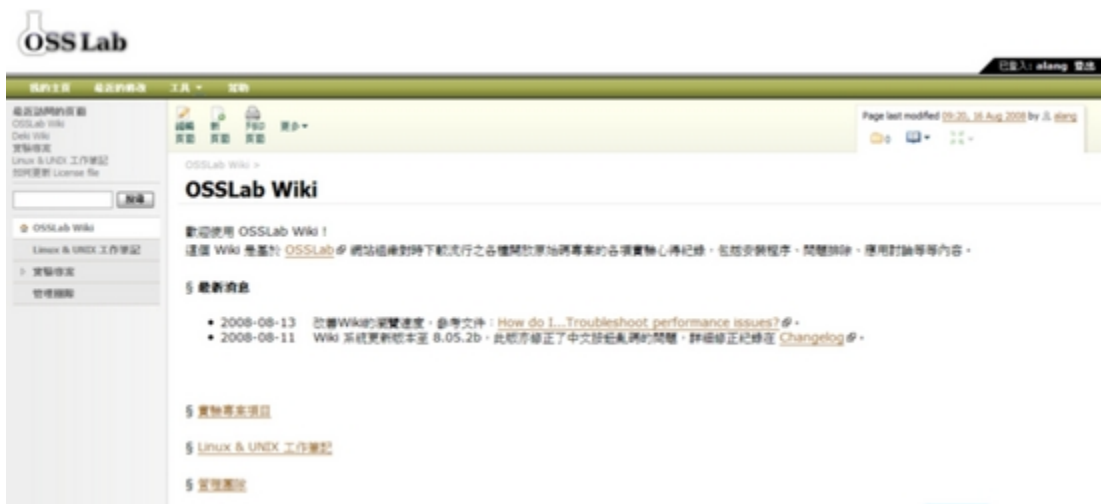 OSS Lab
已登入: alang 登出
我的主頁 最近的修改 工具 幫助
最近訪問的頁面
OSSLab Wiki
Deki Wiki
實驗專案
Linux & UNIX 工作筆記
如何更新 License file
搜尋
編輯頁面 新頁面 列印頁面 更多
Page last modified 09:20, 16 Aug 2008 by alang
OSSLab Wiki >
OSSLab Wiki
OSSLab Wiki
Linux & UNIX 工作筆記
實驗專案
管理團隊
歡迎使用 OSSLab Wiki！
這個 Wiki 是基於 OSSLab 網站組織對時下較流行之各種開放原始碼專案的各項實驗心得紀錄，包括安裝程序、問題排除、應用討論等等內容。
§ 最新消息
2008-08-13 改善Wiki的瀏覽速度，參考文件：How do I...Troubleshoot performance issues?。
2008-08-11 Wiki 系統更新版本至 8.05.2b，此版亦修正了中文按鈕亂碼的問題，詳細修正紀錄在 Changelog。
§ 實驗專案項目
§ Linux & UNIX 工作筆記
§ 管理團隊